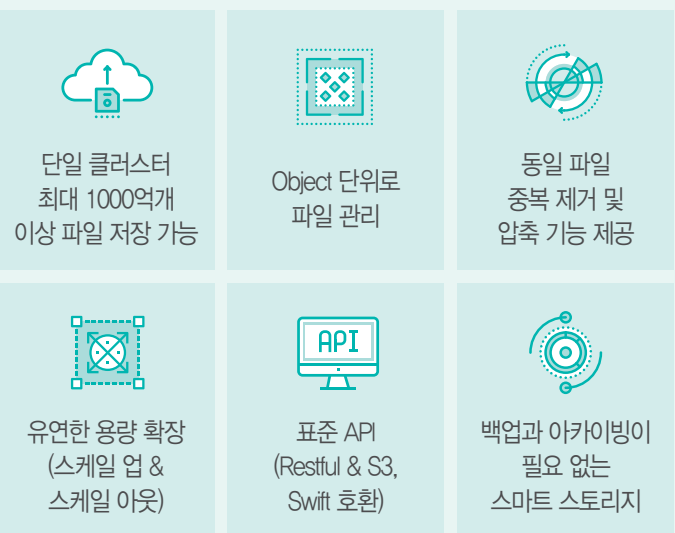 단일 클러스터
최대 1000억개
이상 파일 저장 가능
Object 단위로
파일 관리
동일 파일
중복 제거 및
압축 기능 제공
유연한 용량 확장
(스케일 업 &
스케일 아웃)
API
표준 API
(Restful & S3,
Swift 호환)
백업과 아카이빙이
필요 없는
스마트 스토리지